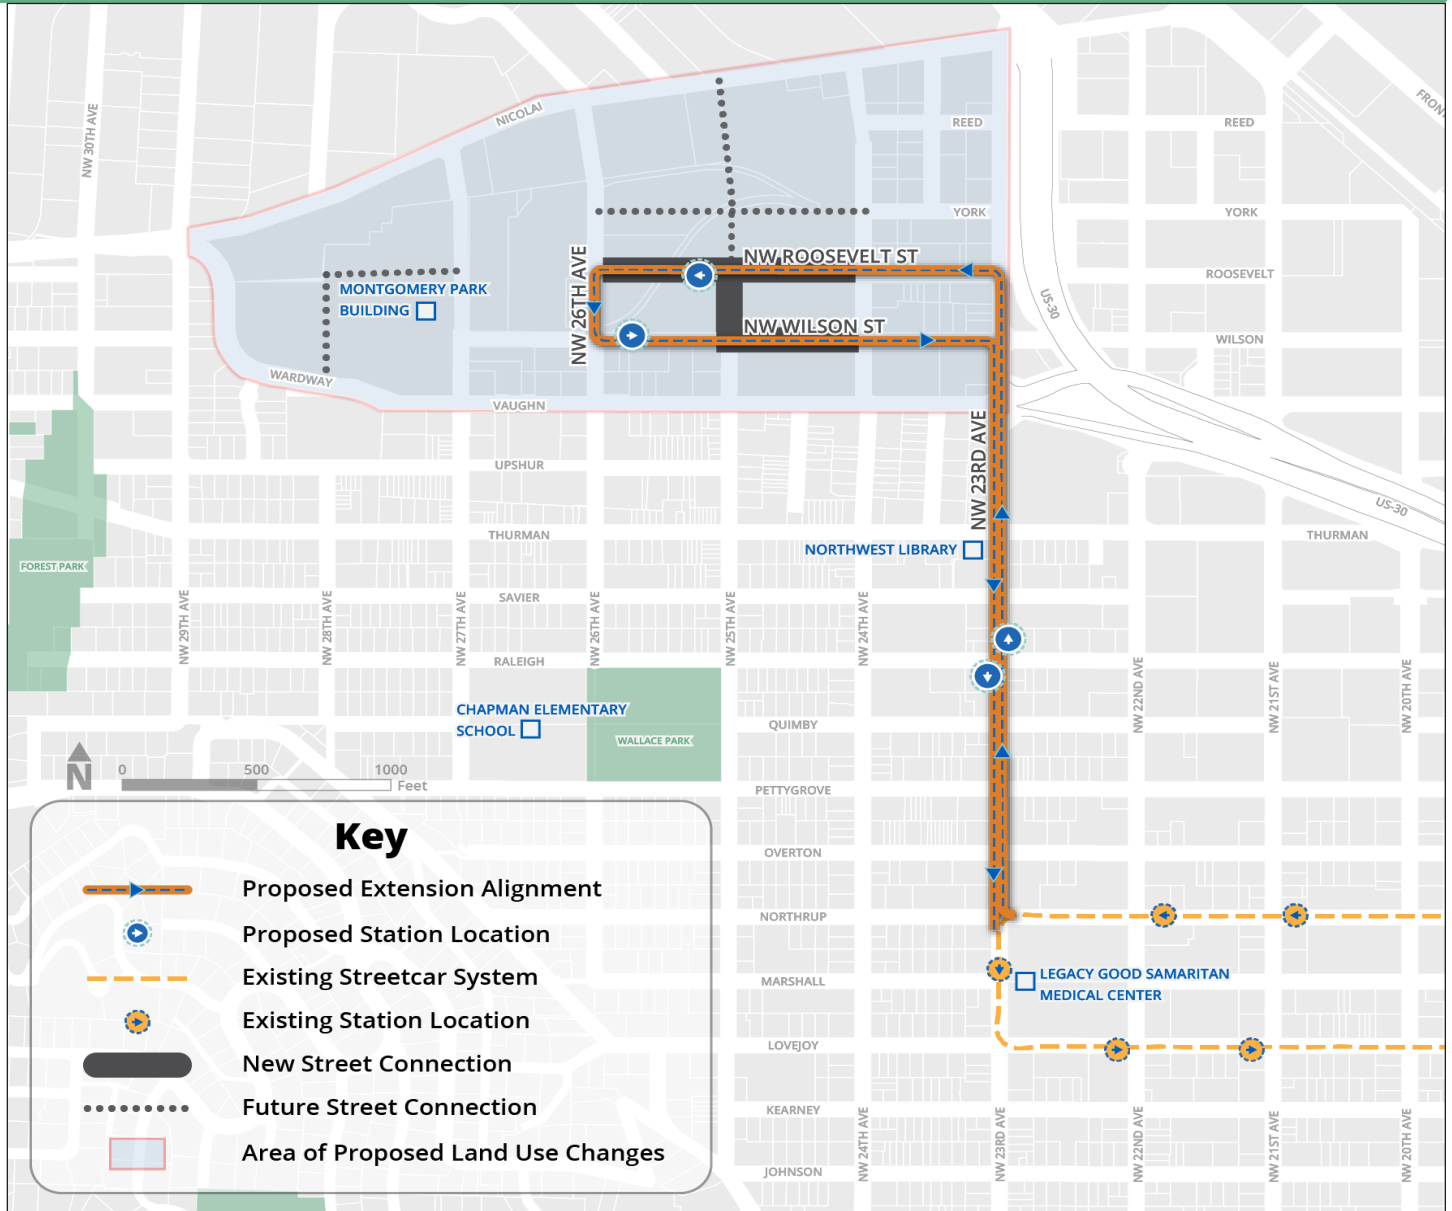 NW 30TH AVE
NICOLAI
REED
REED
FRON
YORK
YORK
NW 26TH AVE
NW ROOSEVELT ST
ROOSEVELT
MONTGOMERY PARK
BUILDING
US-30
NW WILSON ST
WILSON
WARDWAY
VAUGHN
NW 23RD AVE
UPSHUR
US-30
THURMAN
THURMAN
NORTHWEST LIBRARY
FOREST PARK
SAVIER
NW 29TH AVE
NW 28TH AVE
NW 27TH AVE
NW 26TH AVE
NW 25TH AVE
NW 24TH AVE
RALEIGH
NW 22ND AVE
NW 21ST AVE
NW 20TH AVE
CHAPMAN ELEMENTARY
SCHOOL
QUIMBY
WALLACE PARK
N
0
500
1000
Feet
PETTYGROVE
OVERTON
NORTHRUP
LEGACY GOOD SAMARITAN
MEDICAL CENTER
MARSHALL
LOVEJOY
KEARNEY
NW 24TH AVE
NW 23RD AVE
NW 22ND AVE
NW 21ST AVE
NW 20TH AVE
JOHNSON
Key
Proposed Extension Alignment
Proposed Station Location
Existing Streetcar System
Existing Station Location
New Street Connection
Future Street Connection
Area of Proposed Land Use Changes